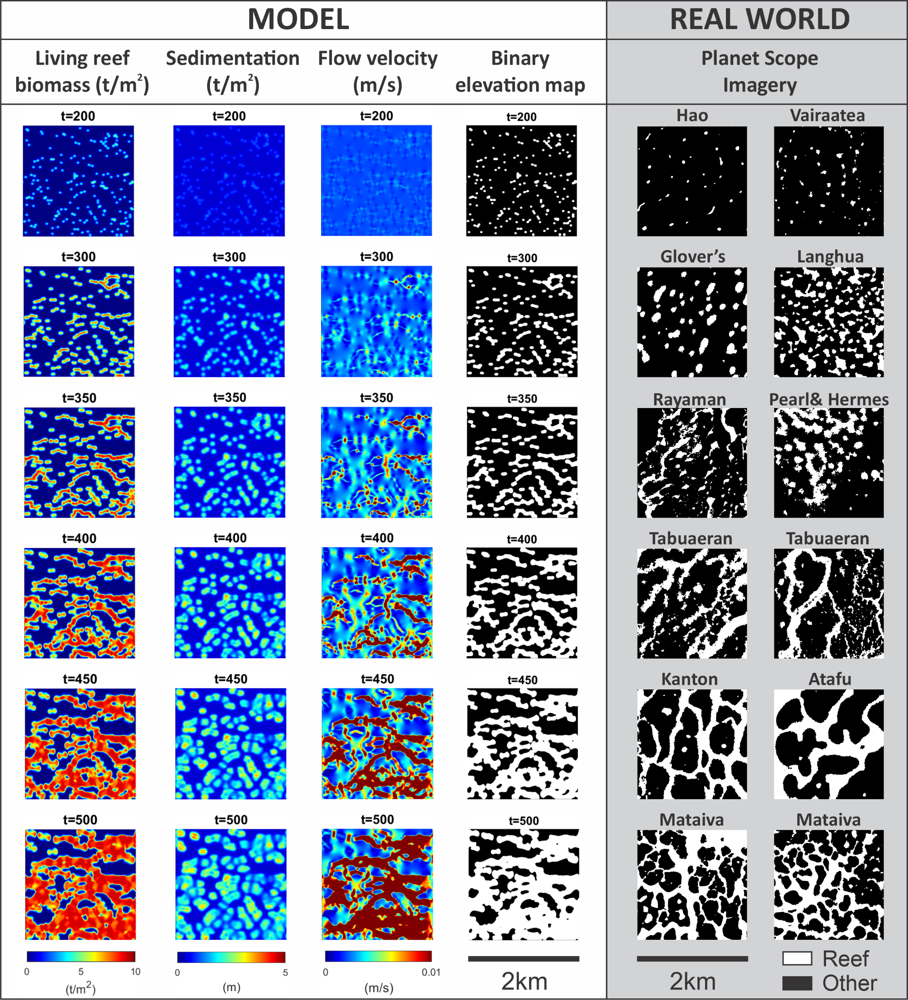 MODEL
REAL WORLD
Living reef
biomass (t/m²)
Sedimentation
(t/m²)
Flow velocity
(m/s)
Binary
elevation map
Planet Scope
Imagery
t=200
t=200
t=200
t=200
Hao
Vairaatea
t=300
t=300
t=300
t=300
Glover's
Langhua
t=350
t=350
t=350
t=350
Rayaman
Pearl& Hermes
t=400
t=400
t=400
t=400
Tabuaeran
Tabuaeran
t=450
t=450
t=450
t=450
Kanton
Atafu
t=500
t=500
t=500
t=500
Mataiva
Mataiva
0 5 10
(t/m²)
0 5
(m)
0 0.01
(m/s)
2km
2km
Reef
Other